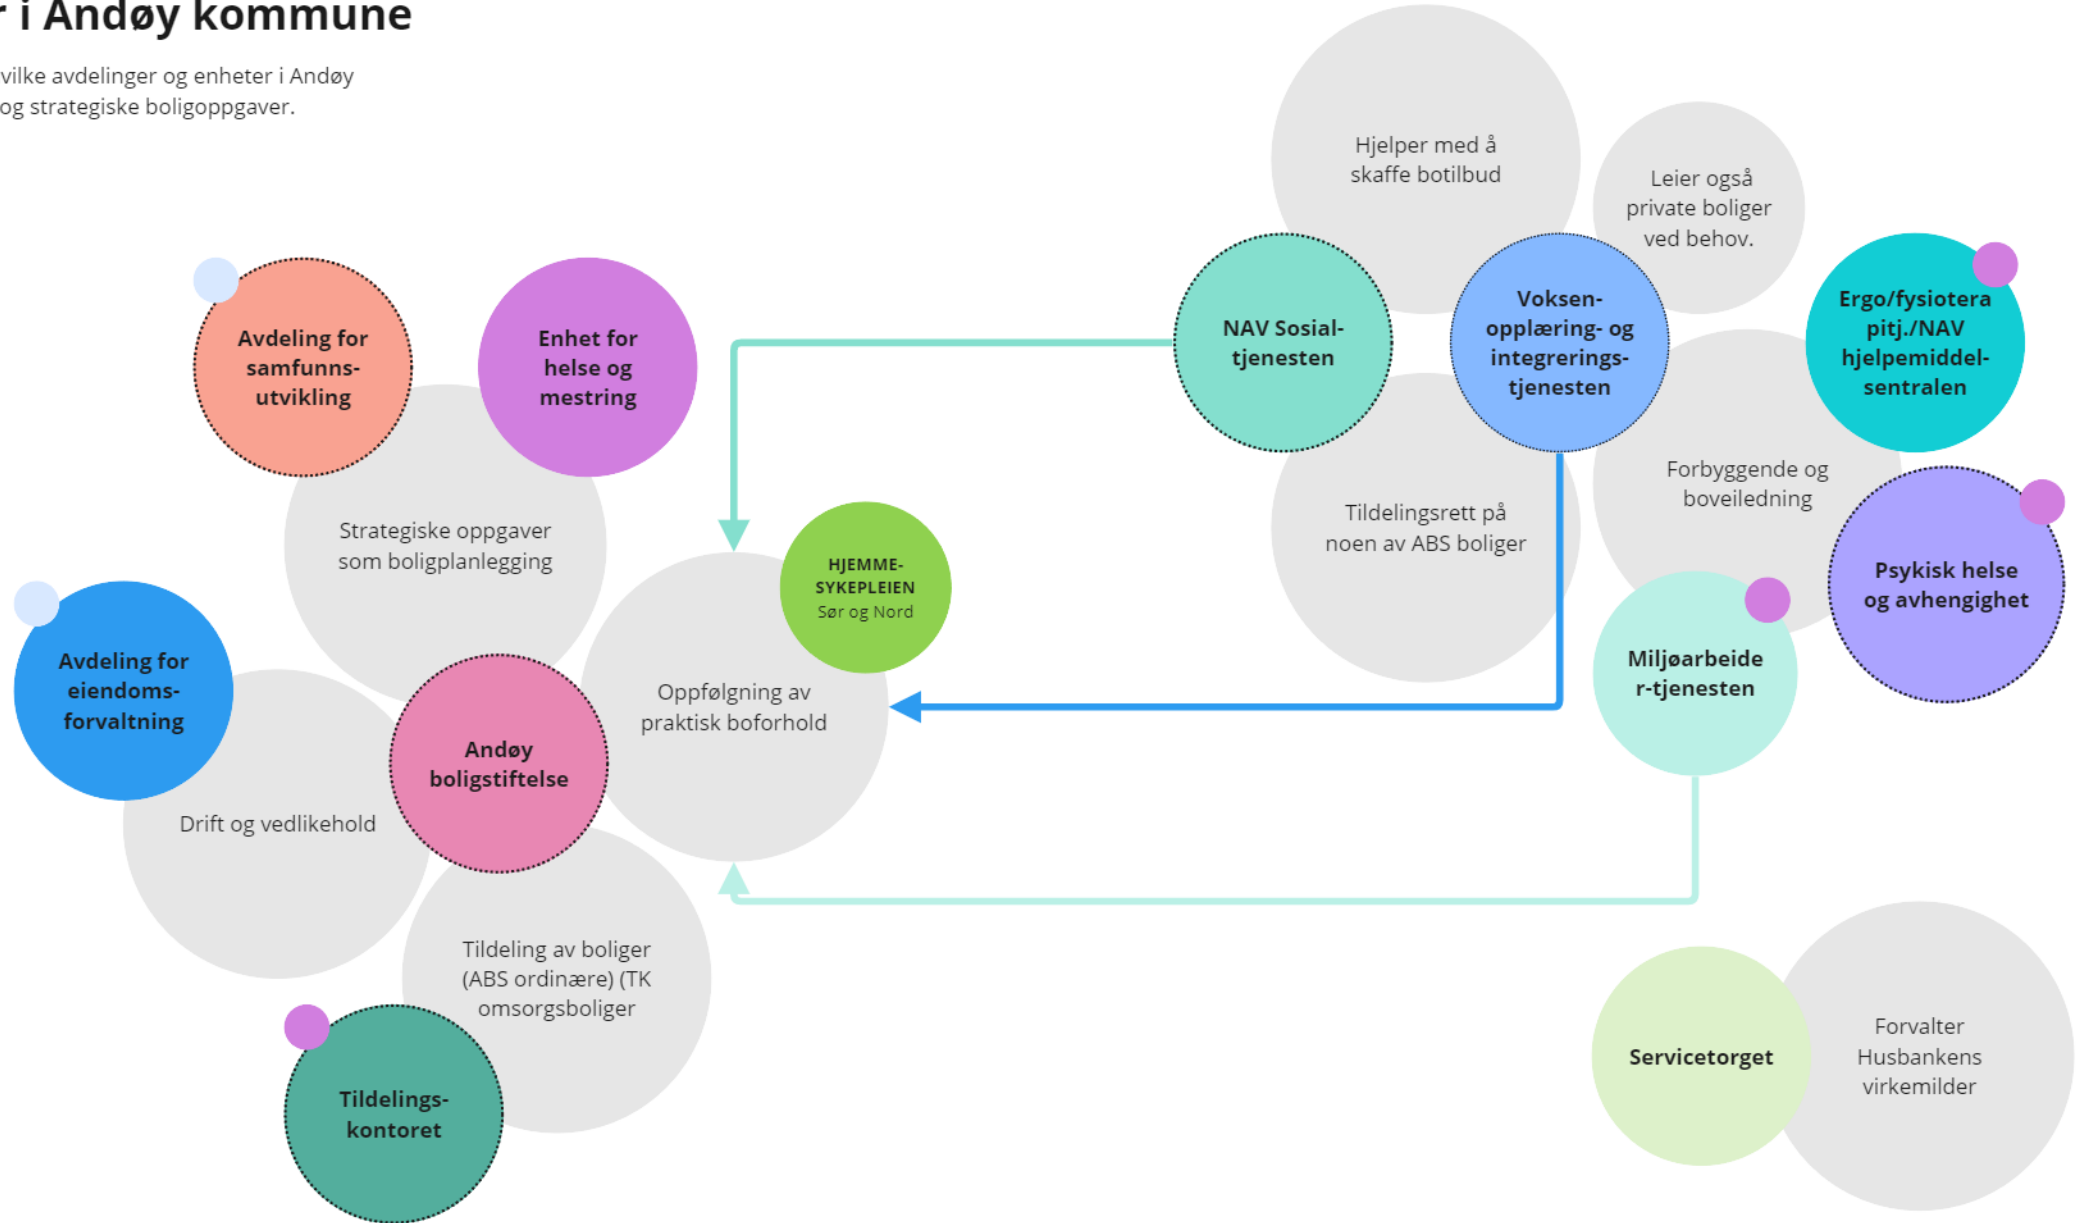 r i Andøy kommune
vilke avdelinger og enheter i Andøy
og strategiske boligoppgaver.
Hjelper med å
skaffe botilbud
Leier også
private boliger
ved behov.
Avdeling for
samfunns-
utvikling
Enhet for
helse og
mestring
NAV Sosial-
tjenesten
Voksen-
opplæring- og
integrerings-
tjenesten
Ergo/fysiotera
pitj./NAV
hjelpemiddel-
sentralen
Strategiske oppgaver
som boligplanlegging
HJEMME-
SYKEPLEIEN
Sør og Nord
Tildelingsrett på
noen av ABS boliger
Forbyggende og
boveiledning
Psykisk helse
og avhengighet
Avdeling for
eiendoms-
forvaltning
Oppfølgning av
praktisk boforhold
Miljøarbeide
r-tjenesten
Andøy
boligstiftelse
Drift og vedlikehold
Tildeling av boliger
(ABS ordinære) (TK
omsorgsboliger
Tildelings-
kontoret
Servicetorget
Forvalter
Husbankens
virkemilder